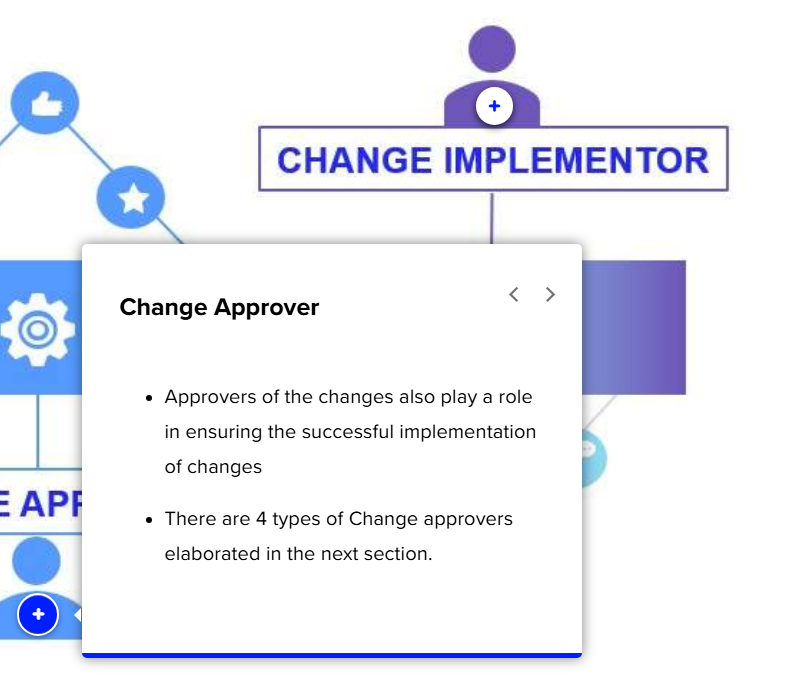 CHANGE IMPLEMENTOR
Change Approver
Approvers of the changes also play a role
in ensuring the successful implementation
of changes
There are 4 types of Change approvers
elaborated in the next section.